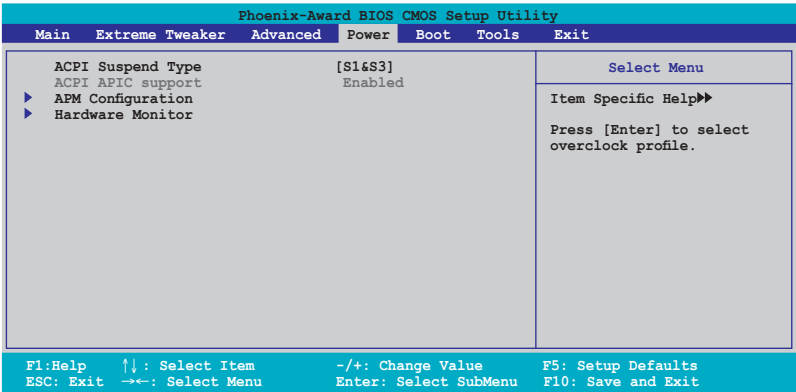 Phoenix-Award BIOS CMOS Setup Utility
Main Extreme Tweaker Advanced Power Boot Tools Exit
ACPI Suspend Type [S1&S3]
ACPI APIC support Enabled
APM Configuration
Hardware Monitor
Select Menu
Item Specific Help
Press [Enter] to select
overclock profile.
F1:Help ↑↓: Select Item -/+: Change Value F5: Setup Defaults
ESC: Exit →←: Select Menu Enter: Select SubMenu F10: Save and Exit